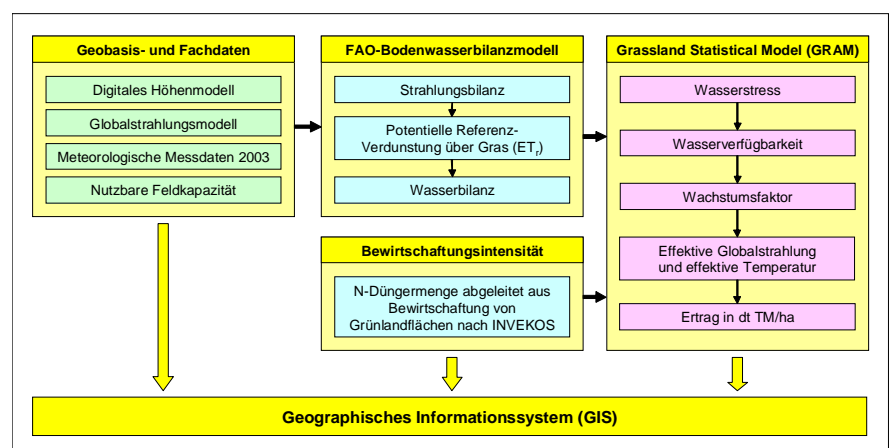 Geobasis- und Fachdaten
Digitales Höhenmodell
Globalstrahlungsmodell
Meteorologische Messdaten 2003
Nutzbare Feldkapazität
FAO-Bodenwasserbilanzmodell
Strahlungsbilanz
Potentielle Referenz-
Verdunstung über Gras (ETr)
Wasserbilanz
Bewirtschaftungsintensität
N-Düngermenge abgeleitet aus
Bewirtschaftung von
Grünlandflächen nach INVEKOS
Grassland Statistical Model (GRAM)
Wasserstress
Wasserverfügbarkeit
Wachstumsfaktor
Effektive Globalstrahlung
und effektive Temperatur
Ertrag in dt TM/ha
Geographisches Informationssystem (GIS)